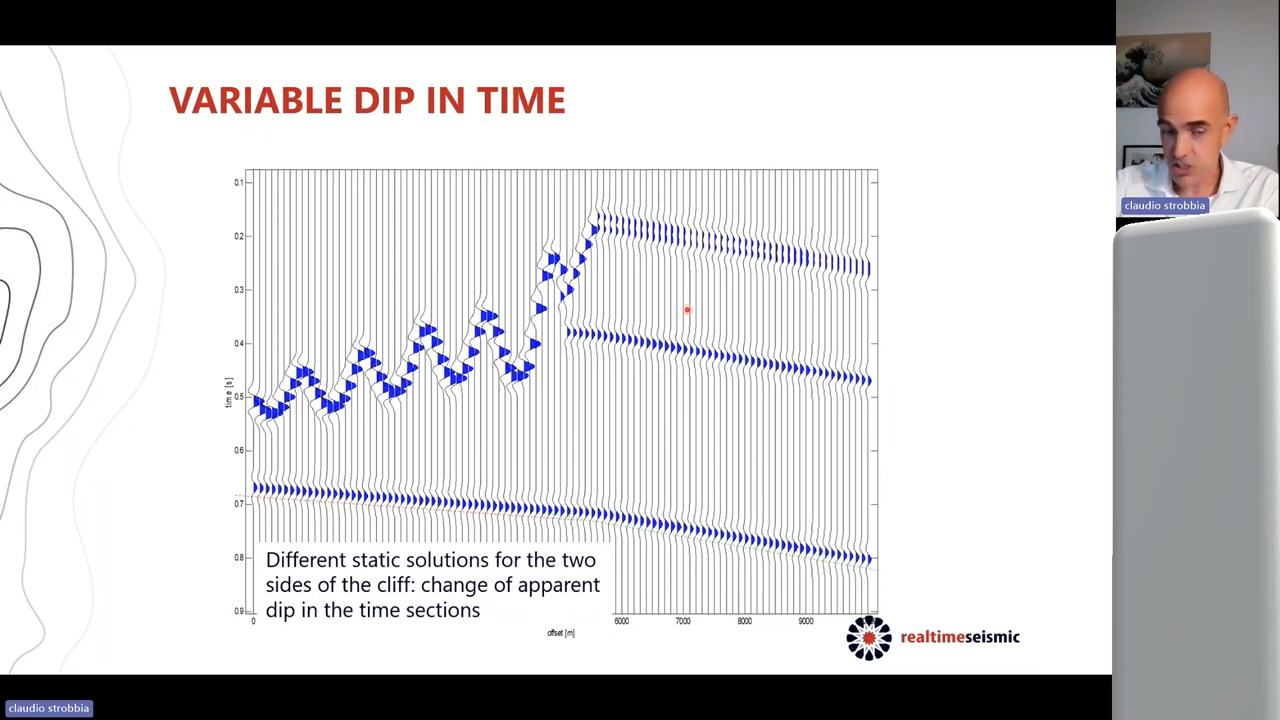 VARIABLE DIP IN TIME
claudio strobbia
0.1
0.2
0.3
0.4
0.5
0.6
0.7
0.8
0.9
time [s]
Different static solutions for the two
sides of the cliff: change of apparent
dip in the time sections
0
6000
7000
8000
9000
offset [m]
realtimeseismic
claudio strobbia